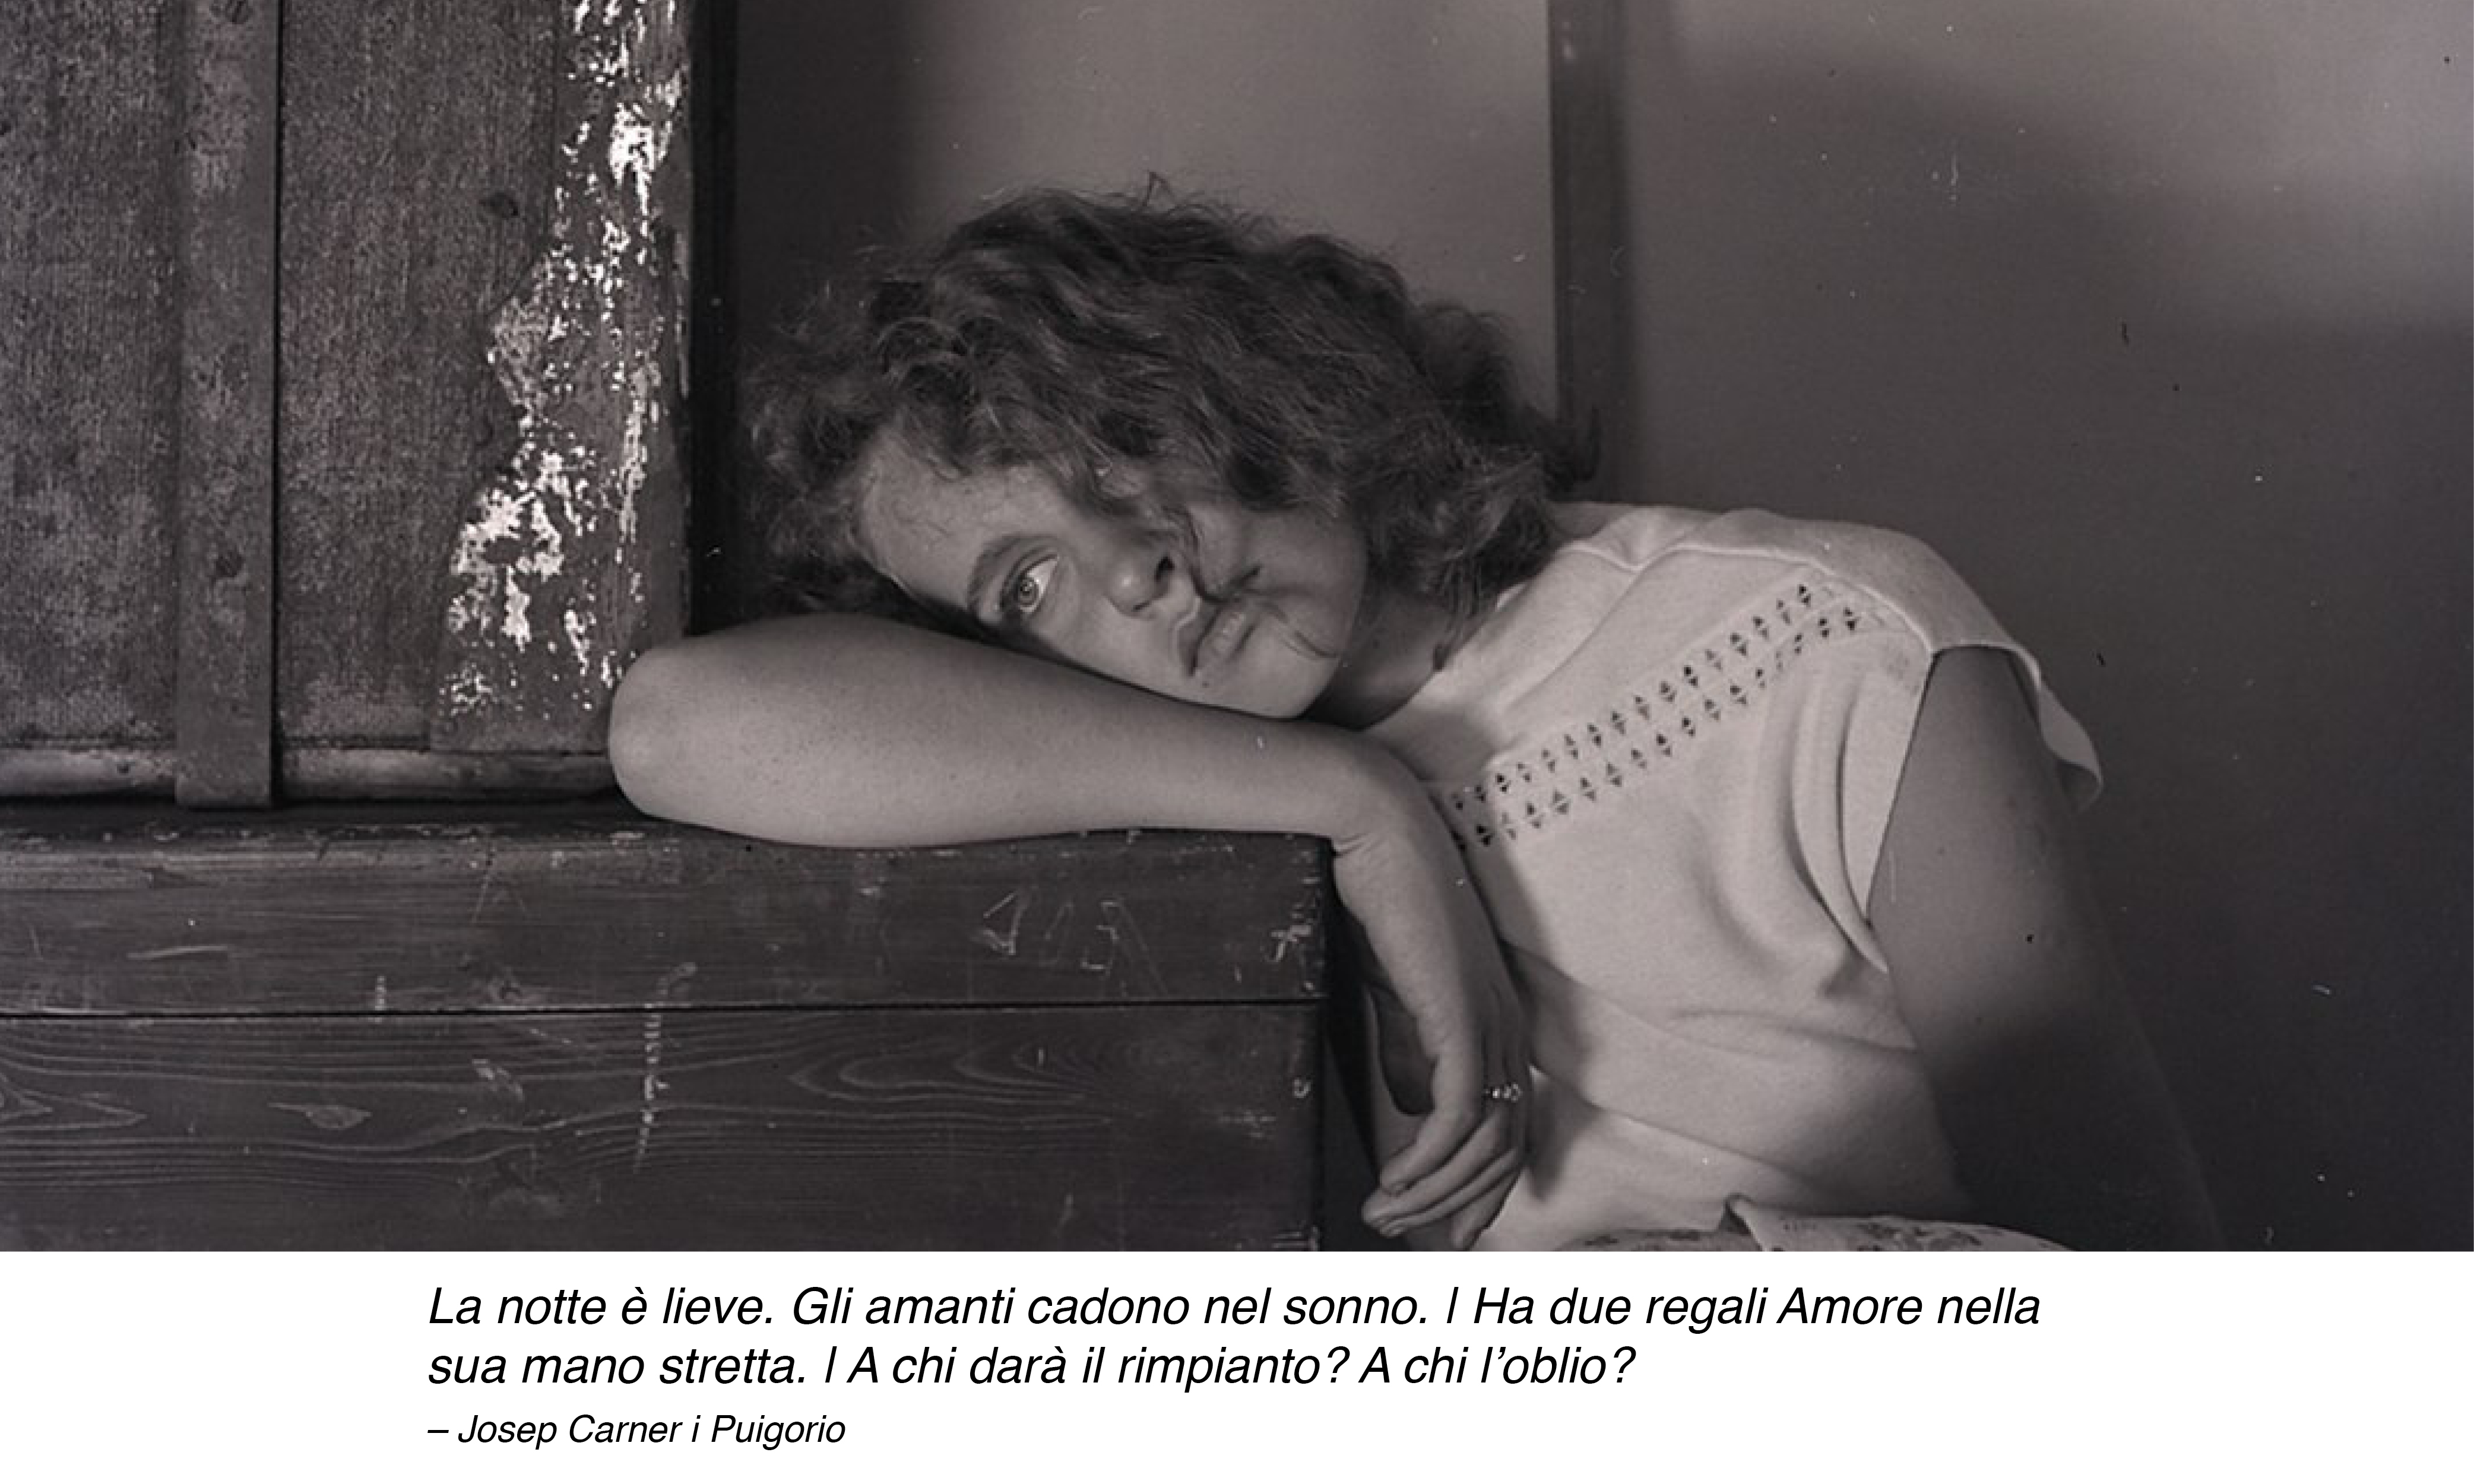 La notte è lieve. Gli amanti cadono nel sonno. | Ha due regali Amore nella
sua mano stretta. | A chi darà il rimpianto? A chi l’oblio?
– Josep Carner i Puigorio